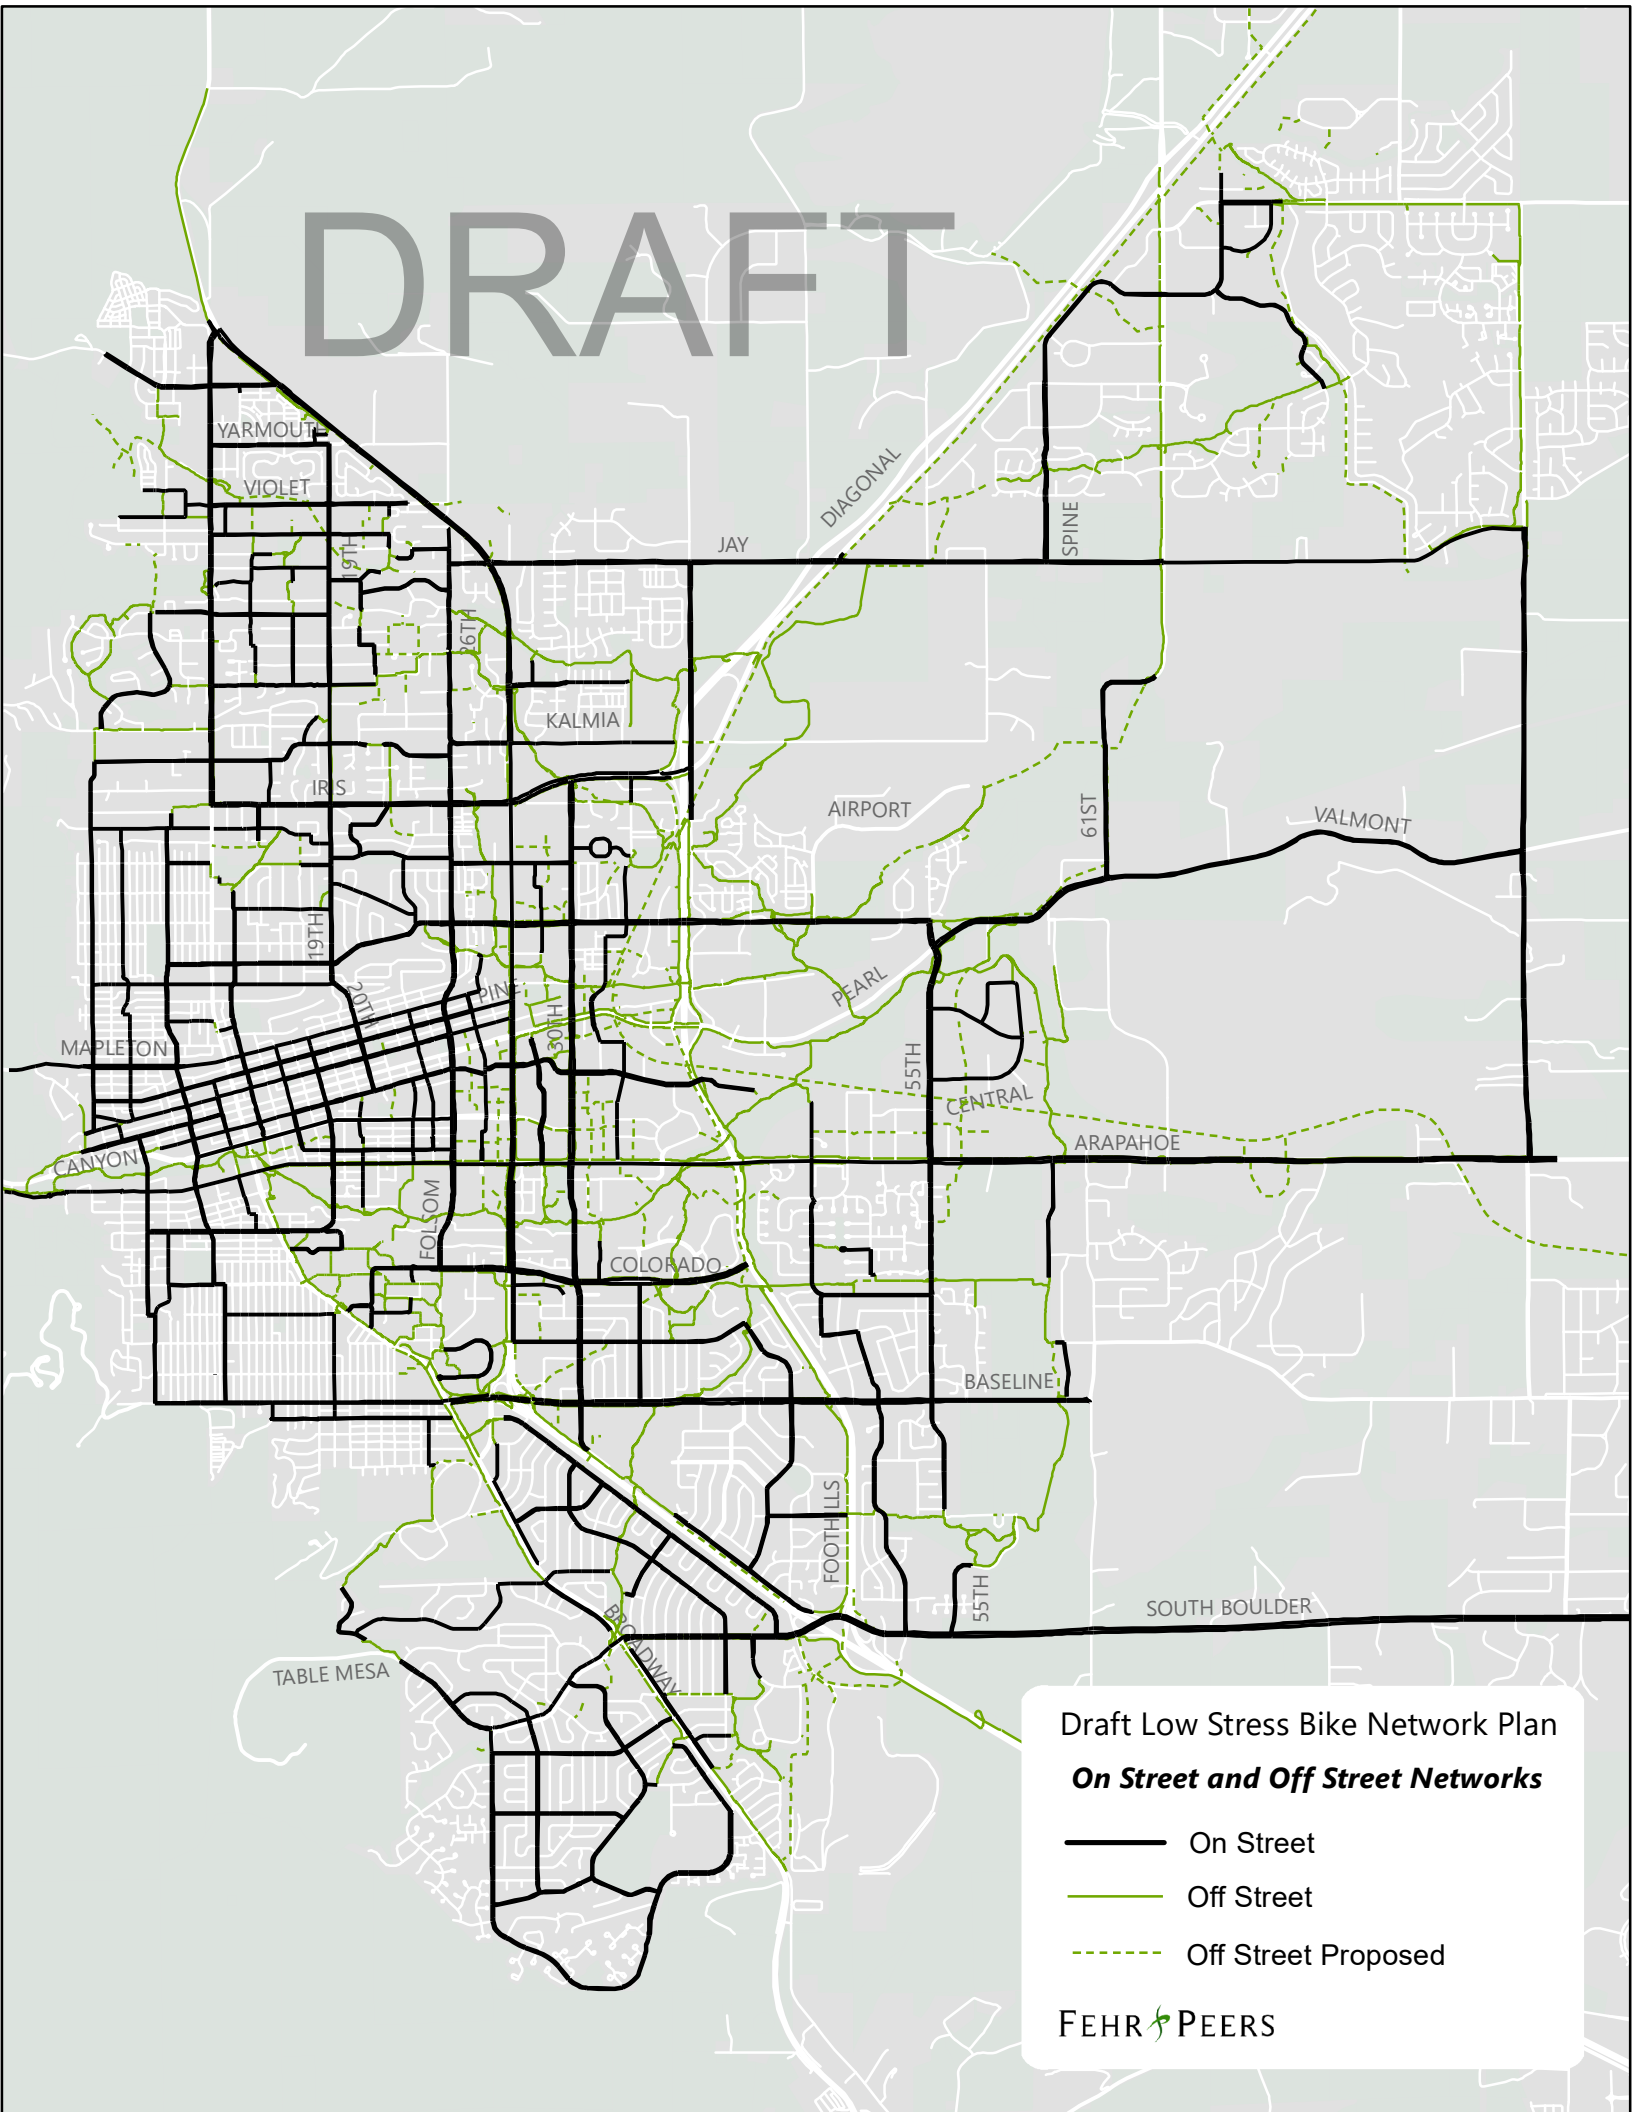 DRAFT
YARMOUTH
VIOLET
DIAGONAL
19TH
JAY
SPINE
26TH
KALMIA
IRIS
AIRPORT
61ST
VALMONT
19TH
20TH
PINE
30TH
PEARL
MAPLETON
55TH
CENTRAL
CANYON
ARAPAHOE
FOLSOM
COLORADO
BASELINE
FOOTHILLS
55TH
BROADWAY
SOUTH BOULDER
TABLE MESA
Draft Low Stress Bike Network Plan
On Street and Off Street Networks
On Street
Off Street
Off Street Proposed
FEHR PEERS